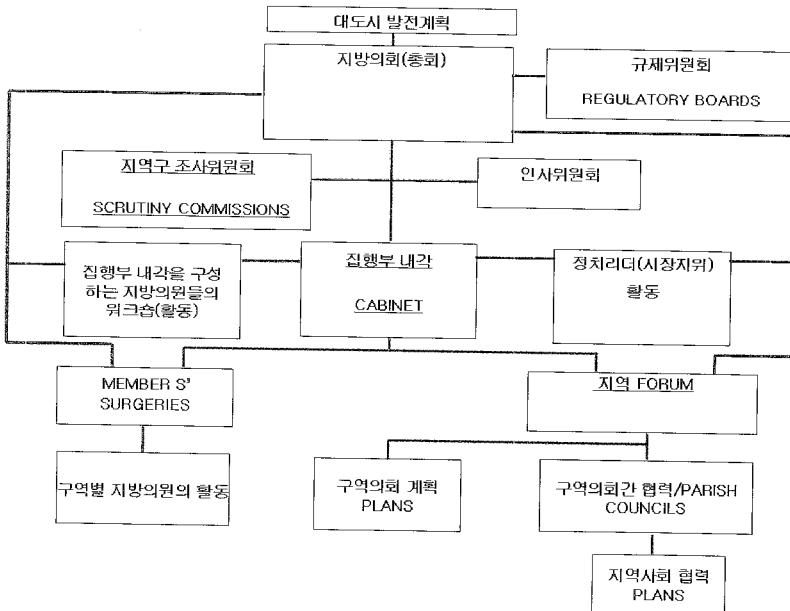 대도시 발전계획
지방의회(총회)
규제위원회
REGULATORY BOARDS
지역구 조사위원회
SCRUTINY COMMISSIONS
인사위원회
집행부 내각을 구성
하는 지방의원들의
워크숍(활동)
집행부 내각
CABINET
정치리더(시장지위)
활동
MEMBER S'
SURGERIES
지역 FORUM
구역별 지방의원의 활동
구역의회 계획
PLANS
구역의회간 협력/PARISH
COUNCILS
지역사회 협력
PLANS